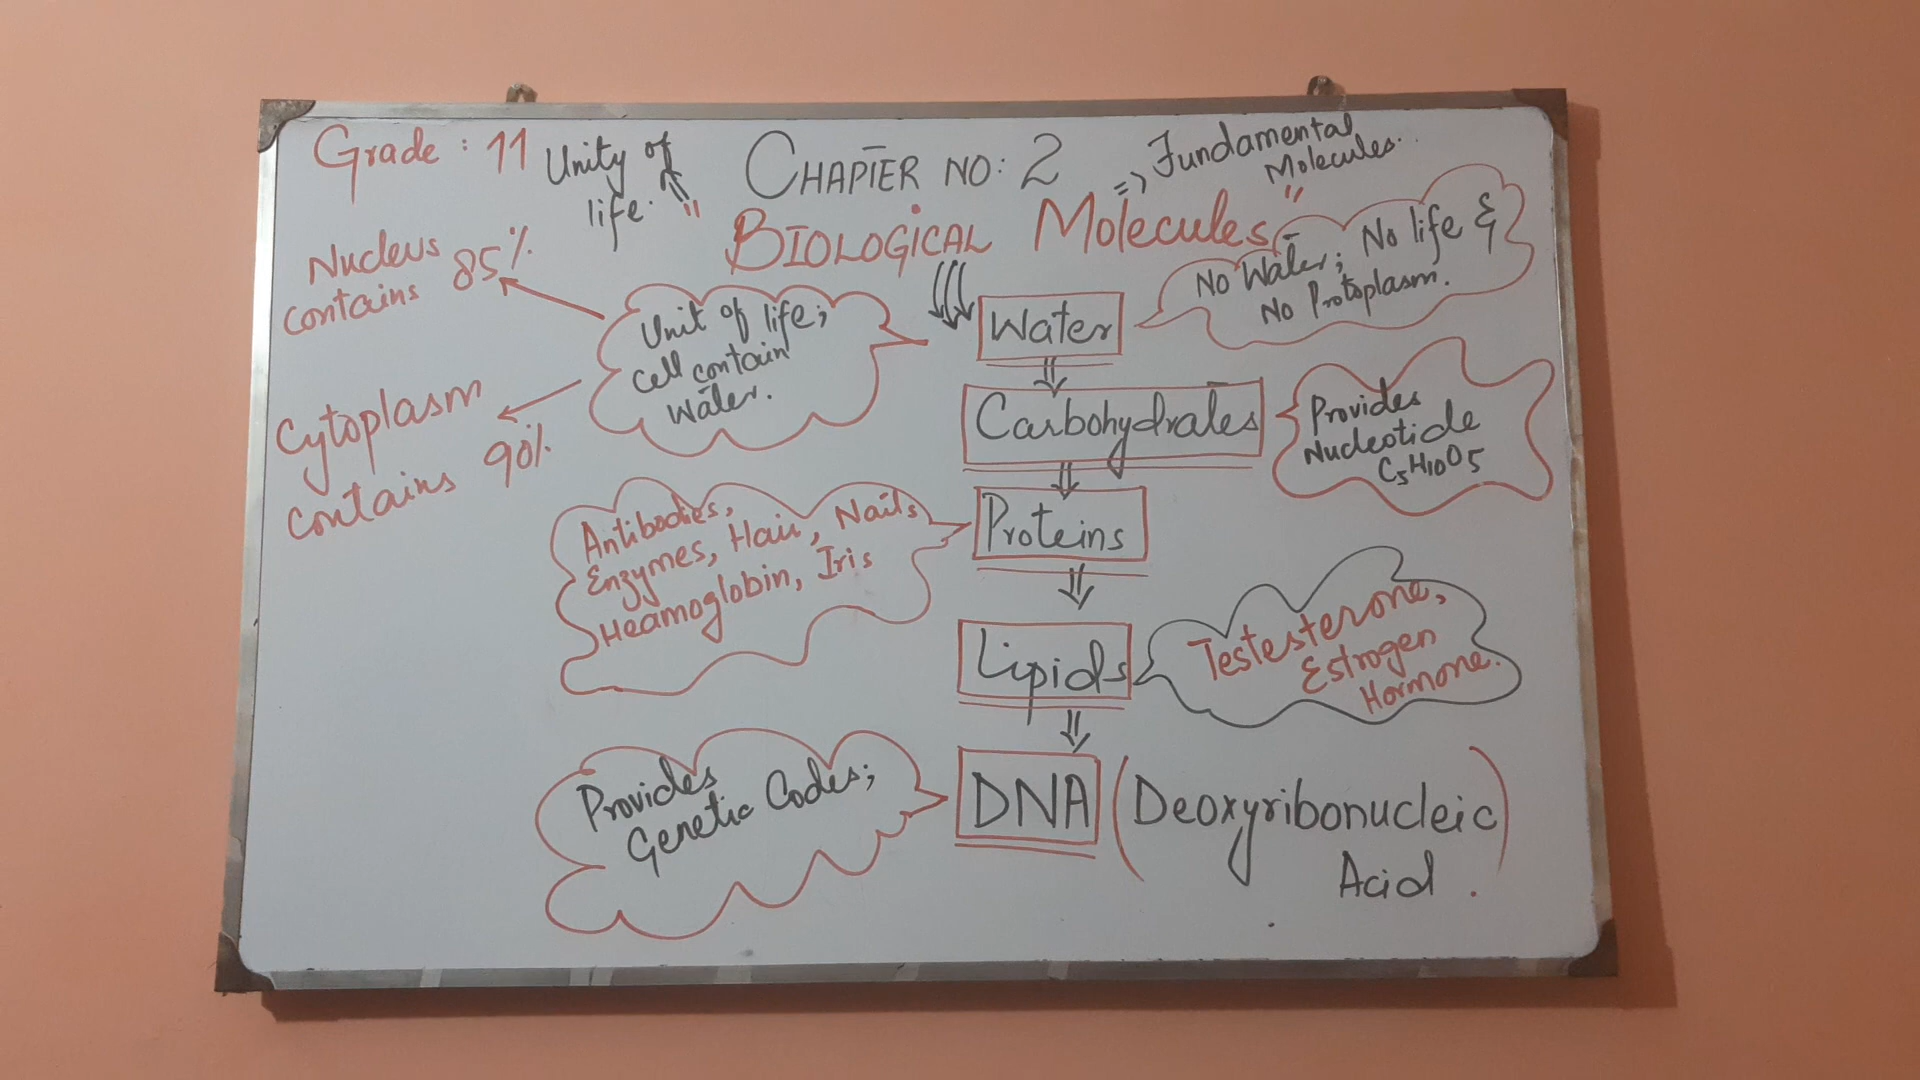 Grade : 11
Unity of
life.
CHAPTER NO: 2
=> Fundamental
Molecules..
" BIOLOGICAL Molecules "
Nucleus
contains 85%
Unit of life;
Cell contain
Water.
Water
No Water; No life &
No Protoplasm.
Cytoplasm
contains 90%
Carbohydrates
Provides
Nucleotide
C5H10O5
Antibodies,
Enzymes, Hair, Nails
Heamoglobin, Iris
Proteins
Lipids
Testesterone,
Estrogen
Hormone.
Provides
Genetic Codes;
DNA (Deoxyribonucleic)
Acid.